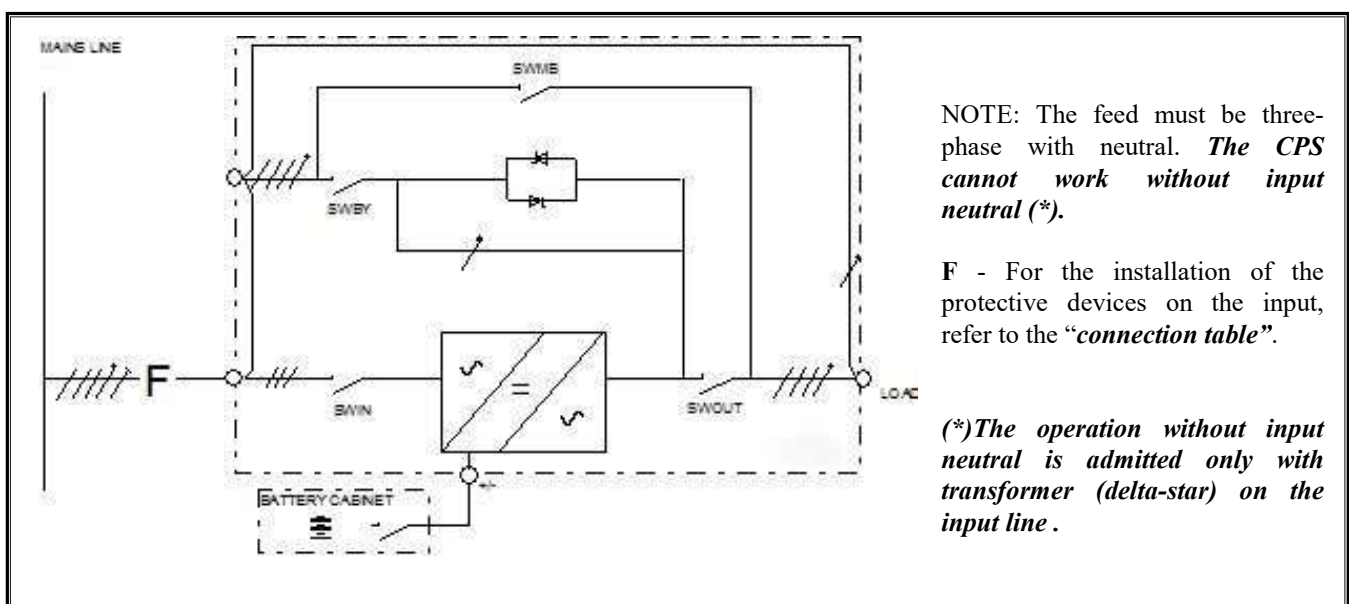 MAINS LINE
SWMB
SWBY
F
SWIN
SWOUT
LOAD
+/-
BATTERY CABINET
NOTE: The feed must be three-
phase with neutral. The CPS
cannot work without input
neutral (*).
F - For the installation of the
protective devices on the input,
refer to the “connection table”.
(*)The operation without input
neutral is admitted only with
transformer (delta-star) on the
input line .